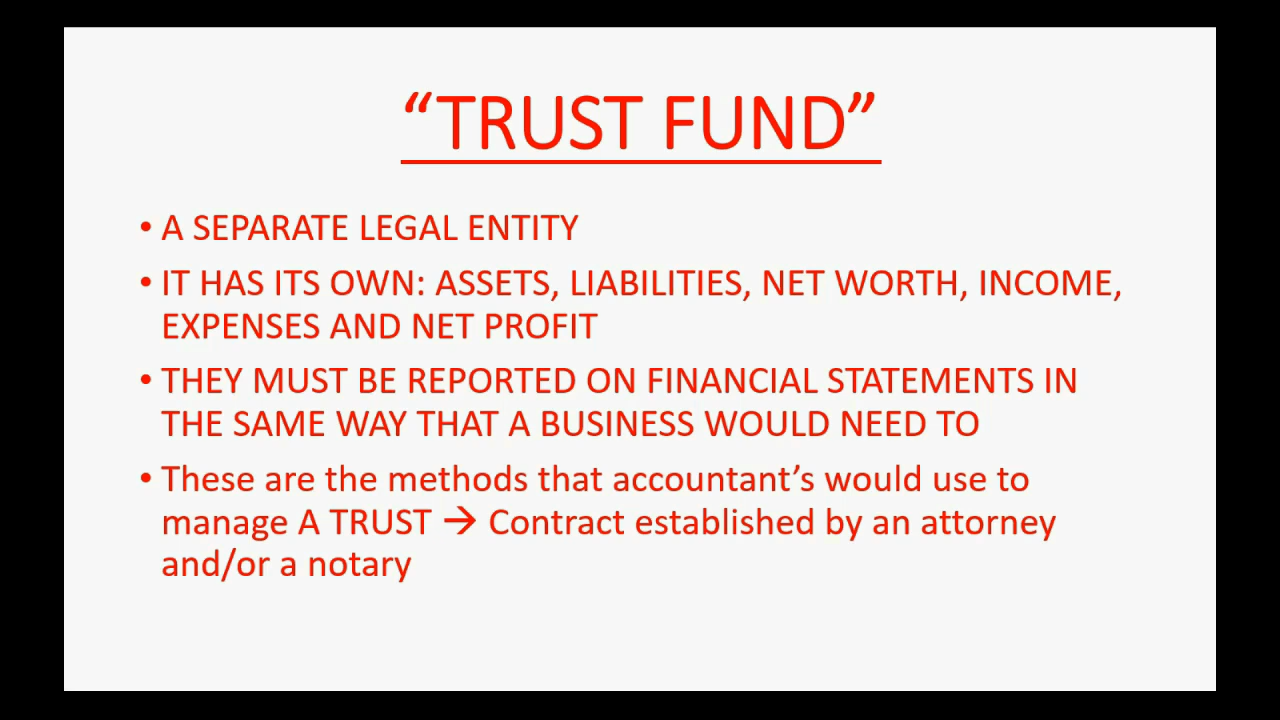 “TRUST FUND”
• A SEPARATE LEGAL ENTITY
• IT HAS ITS OWN: ASSETS, LIABILITIES, NET WORTH, INCOME,
EXPENSES AND NET PROFIT
• THEY MUST BE REPORTED ON FINANCIAL STATEMENTS IN
THE SAME WAY THAT A BUSINESS WOULD NEED TO
• These are the methods that accountant’s would use to
manage A TRUST → Contract established by an attorney
and/or a notary